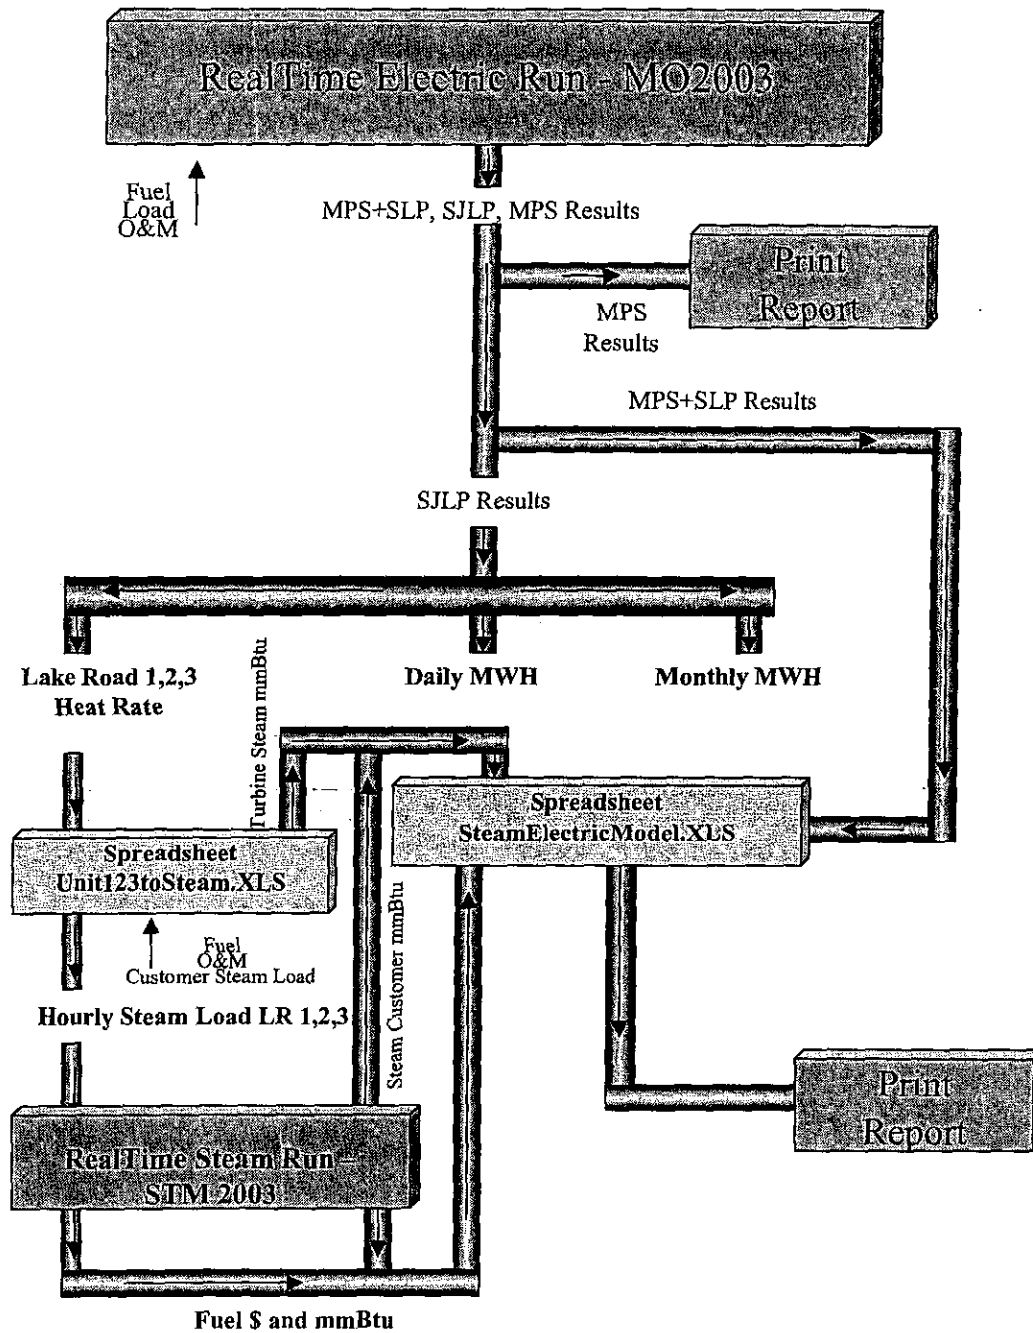 RealTime Electric Run - MO2003
Fuel
Load
O&M
MPS+SLP, SJLP, MPS Results
Print
Report
MPS
Results
MPS+SLP Results
SJLP Results
Lake Road 1,2,3
Heat Rate
Daily MWH
Monthly MWH
Turbine Steam mmBtu
Spreadsheet
SteamElectricModel.XLS
Spreadsheet
Unit123toSteam.XLS
Fuel
O&M
Customer Steam Load
Steam Customer mmBtu
Hourly Steam Load LR 1,2,3
RealTime Steam Run –
STM 2003
Print
Report
Fuel $ and mmBtu